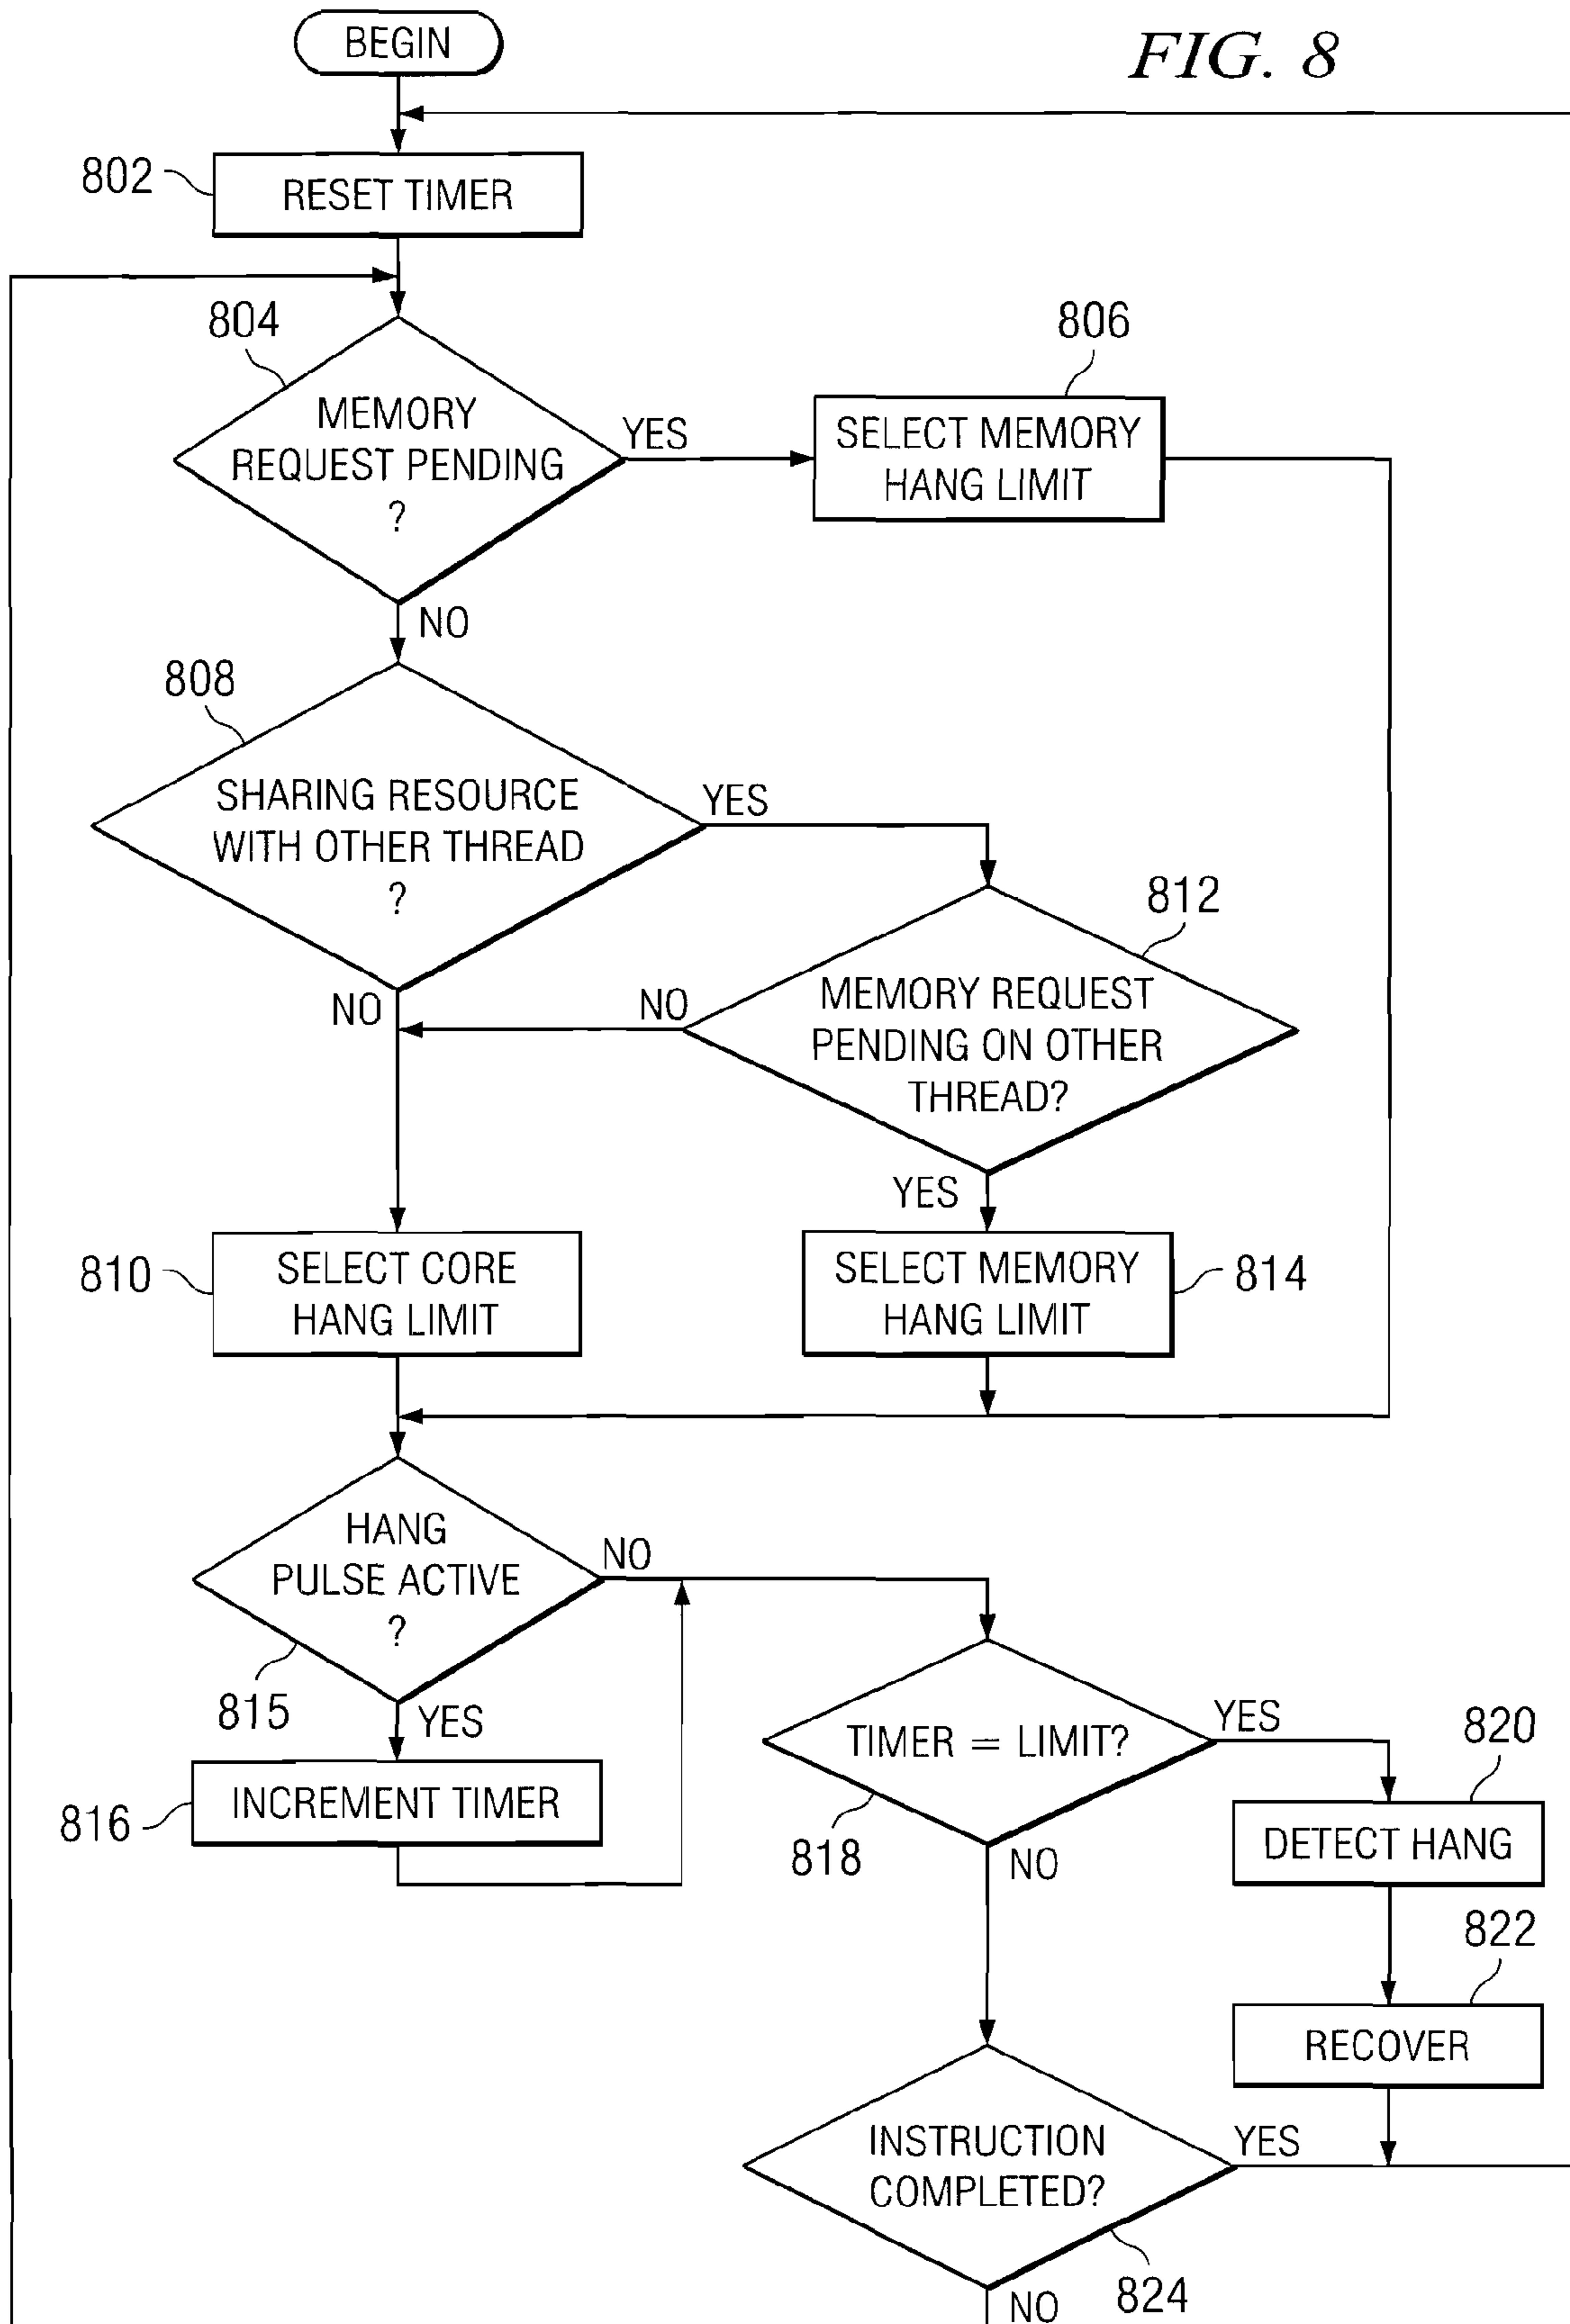 FIG. 8
BEGIN
802
RESET TIMER
804
MEMORY
REQUEST PENDING
?
YES
NO
806
SELECT MEMORY
HANG LIMIT
808
SHARING RESOURCE
WITH OTHER THREAD
?
YES
NO
812
MEMORY REQUEST
PENDING ON OTHER
THREAD?
NO
YES
810
SELECT CORE
HANG LIMIT
SELECT MEMORY
HANG LIMIT
814
HANG
PULSE ACTIVE
?
NO
815
YES
816
INCREMENT TIMER
TIMER = LIMIT?
YES
818
NO
820
DETECT HANG
822
RECOVER
INSTRUCTION
COMPLETED?
YES
824
NO